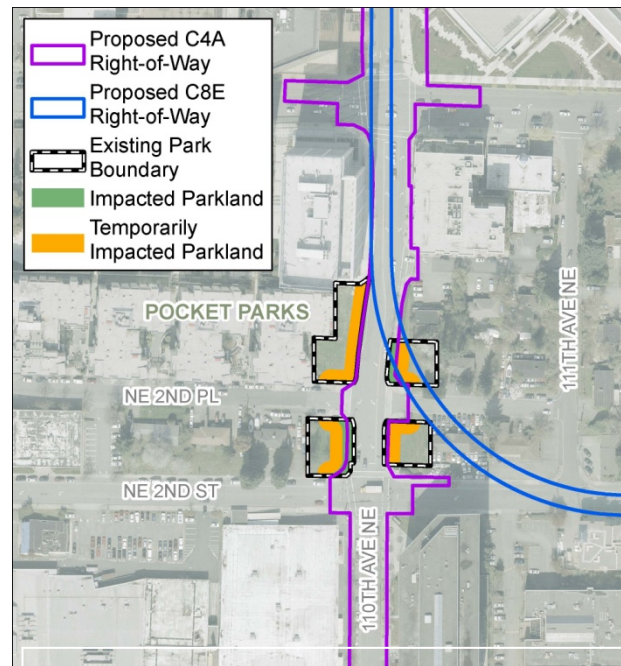 Proposed C4A
Right-of-Way
Proposed C8E
Right-of-Way
Existing Park
Boundary
Impacted Parkland
Temporarily
Impacted Parkland
POCKET PARKS
111TH AVE NE
NE 2ND PL
NE 2ND ST
110TH AVE NE